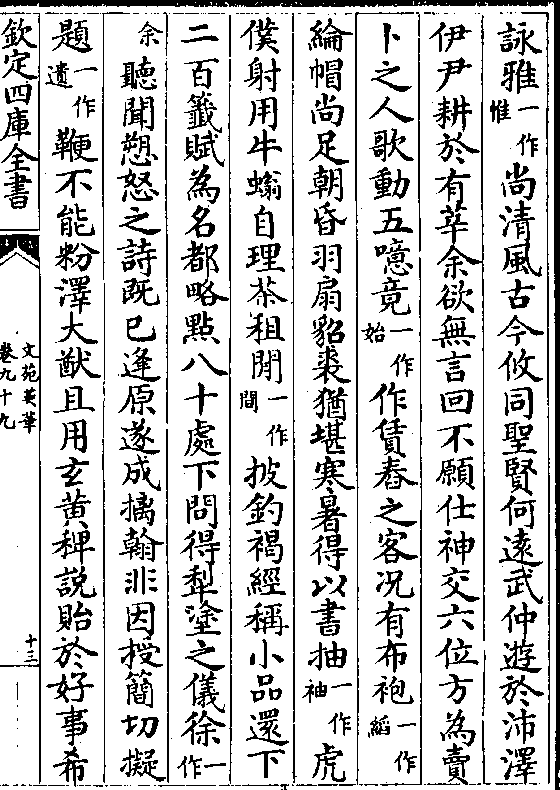 詠雅一作惟尚清風古今攸同聖賢何遠武仲遊於沛澤
伊尹耕於有莘余欲無言回不願仕神交六位方為賣
卜之人歌動五噫竟一作始作賃舂之客况有布袍一作縚
綸帽尚足朝昏羽扇貂裘猶堪寒暑得以書抽一作袖虎
僕射用牛螉自理茶租閒一作間披釣褐經稱小品還下
二百籤賦為名都略點八十處下問得犂塗之儀徐一作
余聽聞愬怒之詩既已逢原遂成摛翰非因授簡切擬
題一作遺鞭不能粉澤大猷且用玄黄稗説貽於好事希
欽定四庫全書
文苑英華
卷九十九
十三